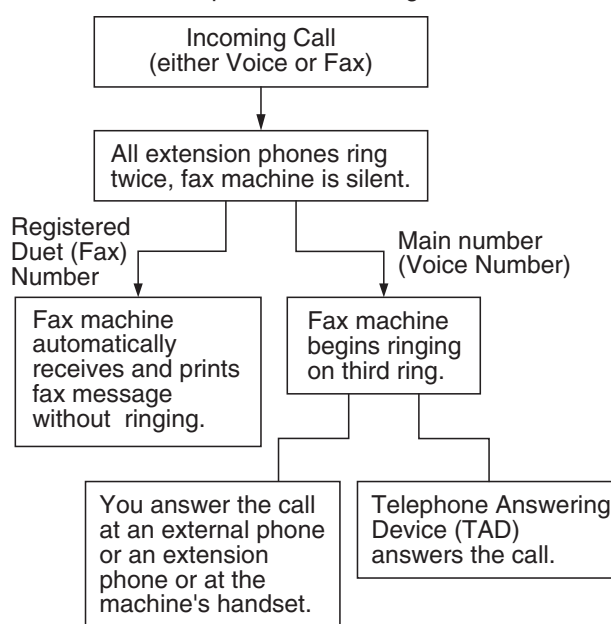 Incoming Call
(either Voice or Fax)
All extension phones ring
twice, fax machine is silent.
Registered
Duet (Fax)
Number
Main number
(Voice Number)
Fax machine
automatically
receives and prints
fax message
without ringing.
Fax machine
begins ringing
on third ring.
You answer the call
at an external phone
or an extension
phone or at the
machine's handset.
Telephone Answering
Device (TAD)
answers the call.